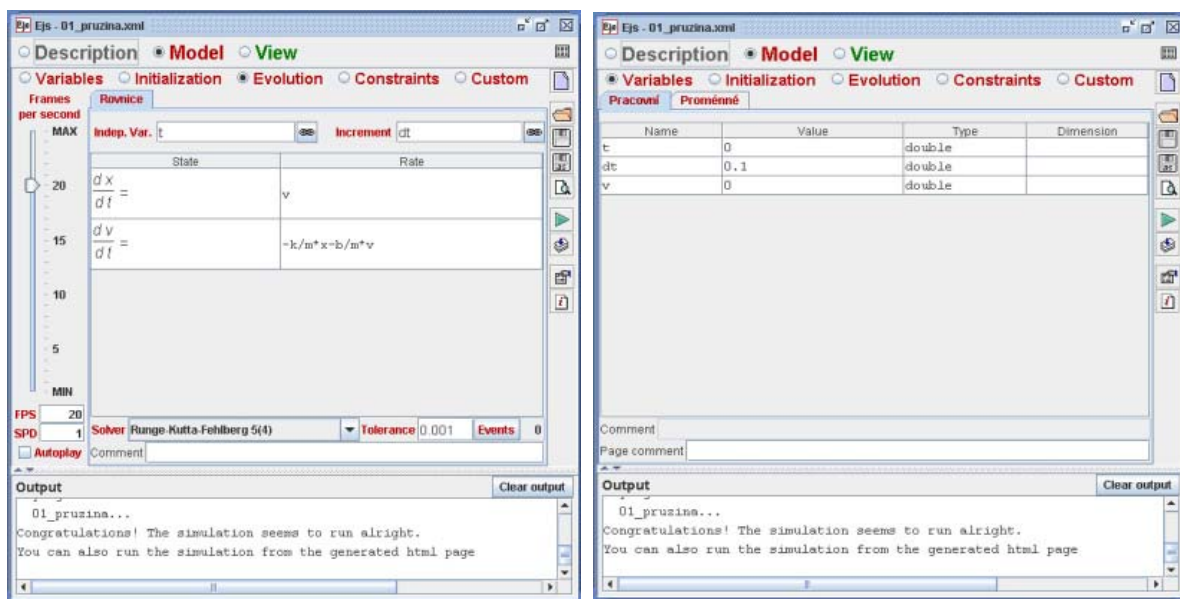 Ejs - 01_pruzina.xml
Description Model View
Variables Initialization Evolution Constraints Custom
Frames per second
Rovnice
MAX
Indep. Var. t Increment dt
State Rate
20
d x
d t
=
v
15
d v
d t
=
-k/m*x-b/m*v
10
5
MIN
FPS 20
SPD 1
Solver Runge-Kutta-Fehlberg 5(4) Tolerance 0.001 Events 0
Autoplay Comment
Output Clear output
01_pruzina...
Congratulations! The simulation seems to run alright.
You can also run the simulation from the generated html page
Ejs - 01_pruzina.xml
Description Model View
Variables Initialization Evolution Constraints Custom
Pracovní Proménné
Name Value Type Dimension
t 0 double
dt 0.1 double
v 0 double
Comment
Page comment
Output Clear output
01_pruzina...
Congratulations! The simulation seems to run alright.
You can also run the simulation from the generated html page